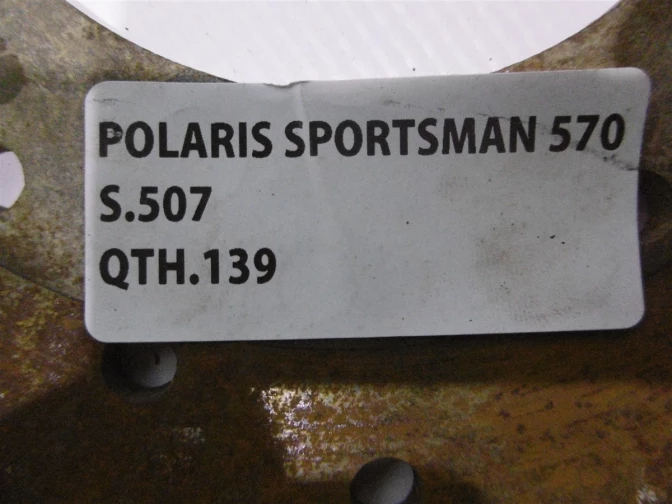 POLARIS SPORTSMAN 570
S.507
QTH.139